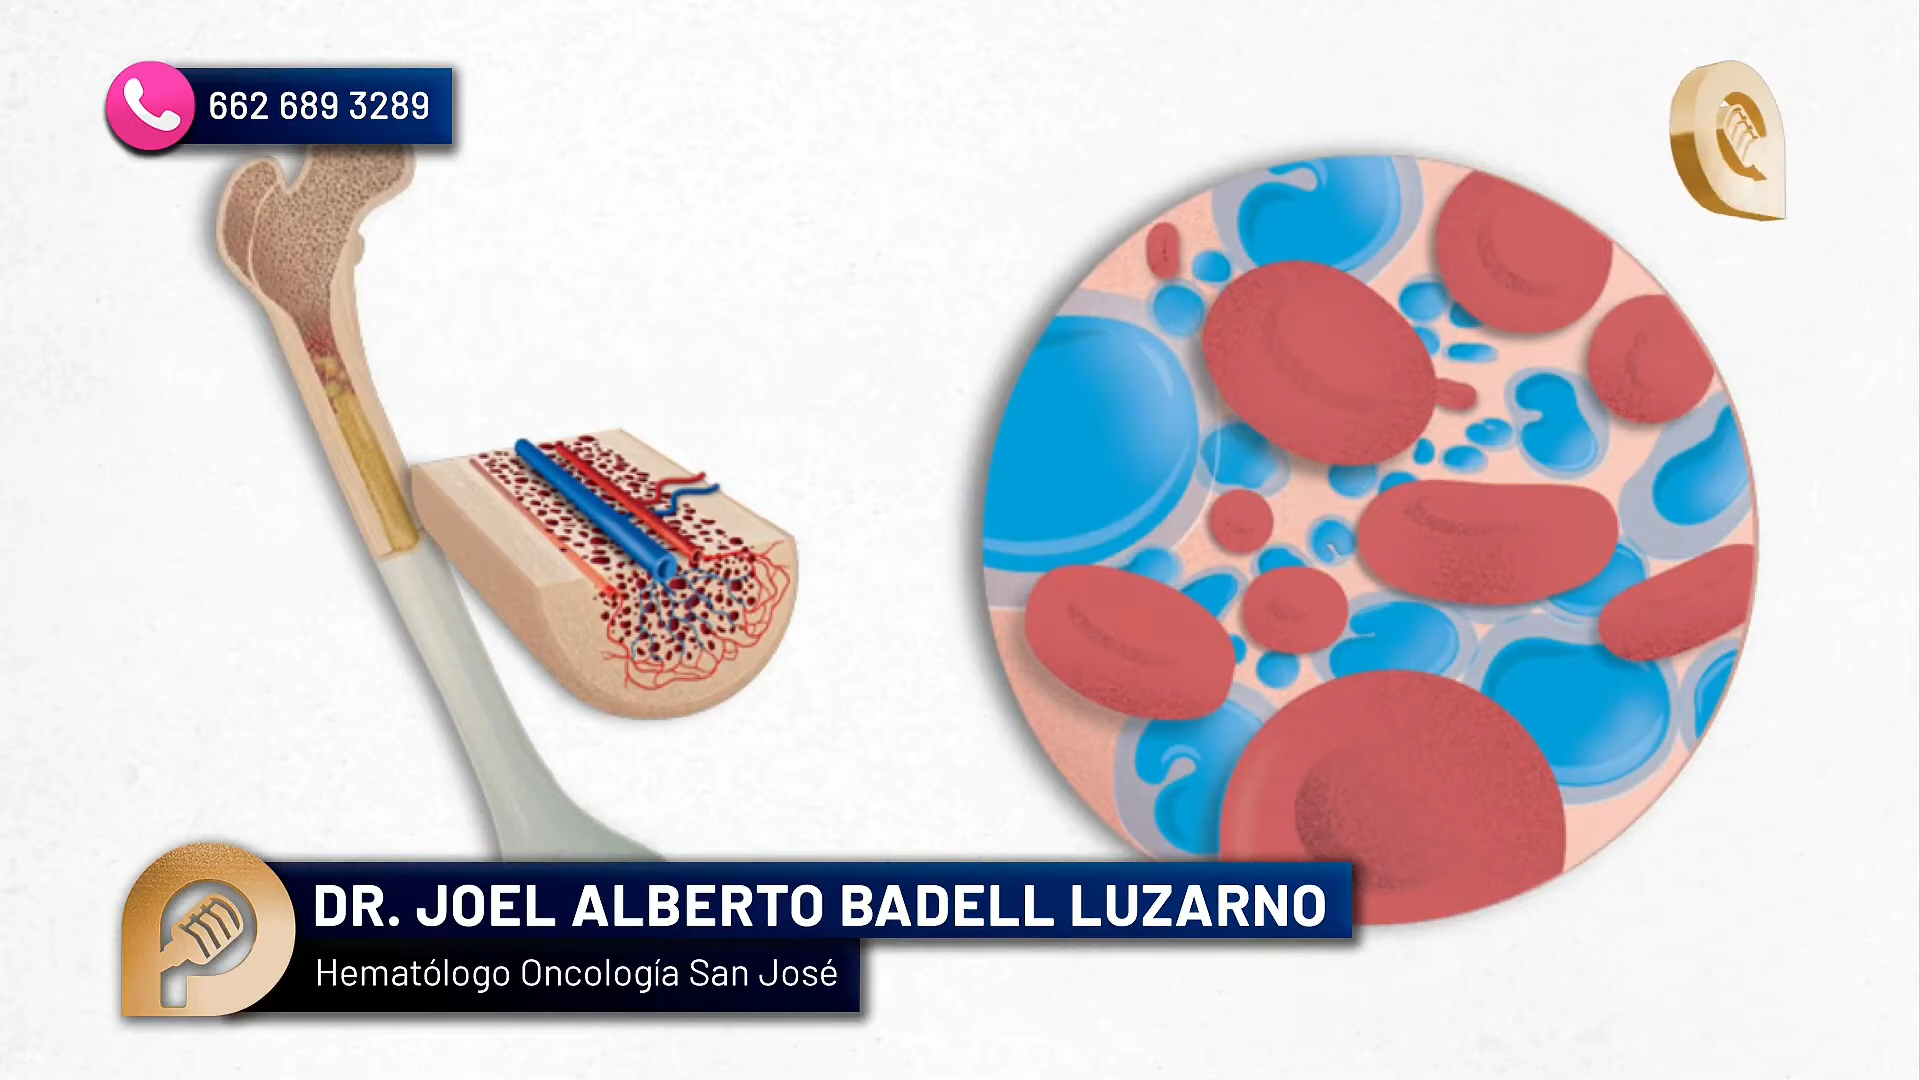 662 689 3289
DR. JOEL ALBERTO BADELL LUZARNO
Hematólogo Oncología San José